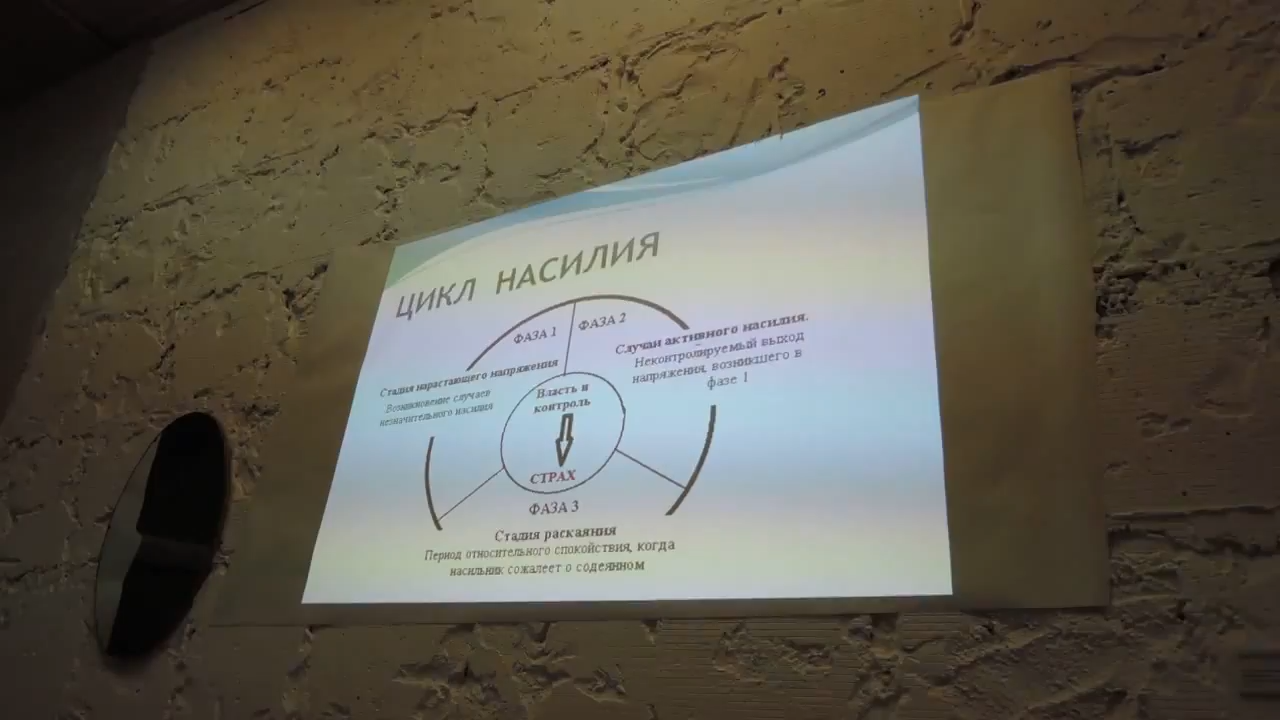 ЦИКЛ НАСИЛИЯ
ФАЗА 1
ФАЗА 2
Стадия нарастающего напряжения
Возникновение случаев
незначительного насилия
Случаи активного насилия.
Неконтролируемый выход
напряжения, возникшего в
фазе 1
Власть и
контроль
СТРАХ
ФАЗА 3
Стадия раскаяния
Период относительного спокойствия, когда
насильник сожалеет о содеянном